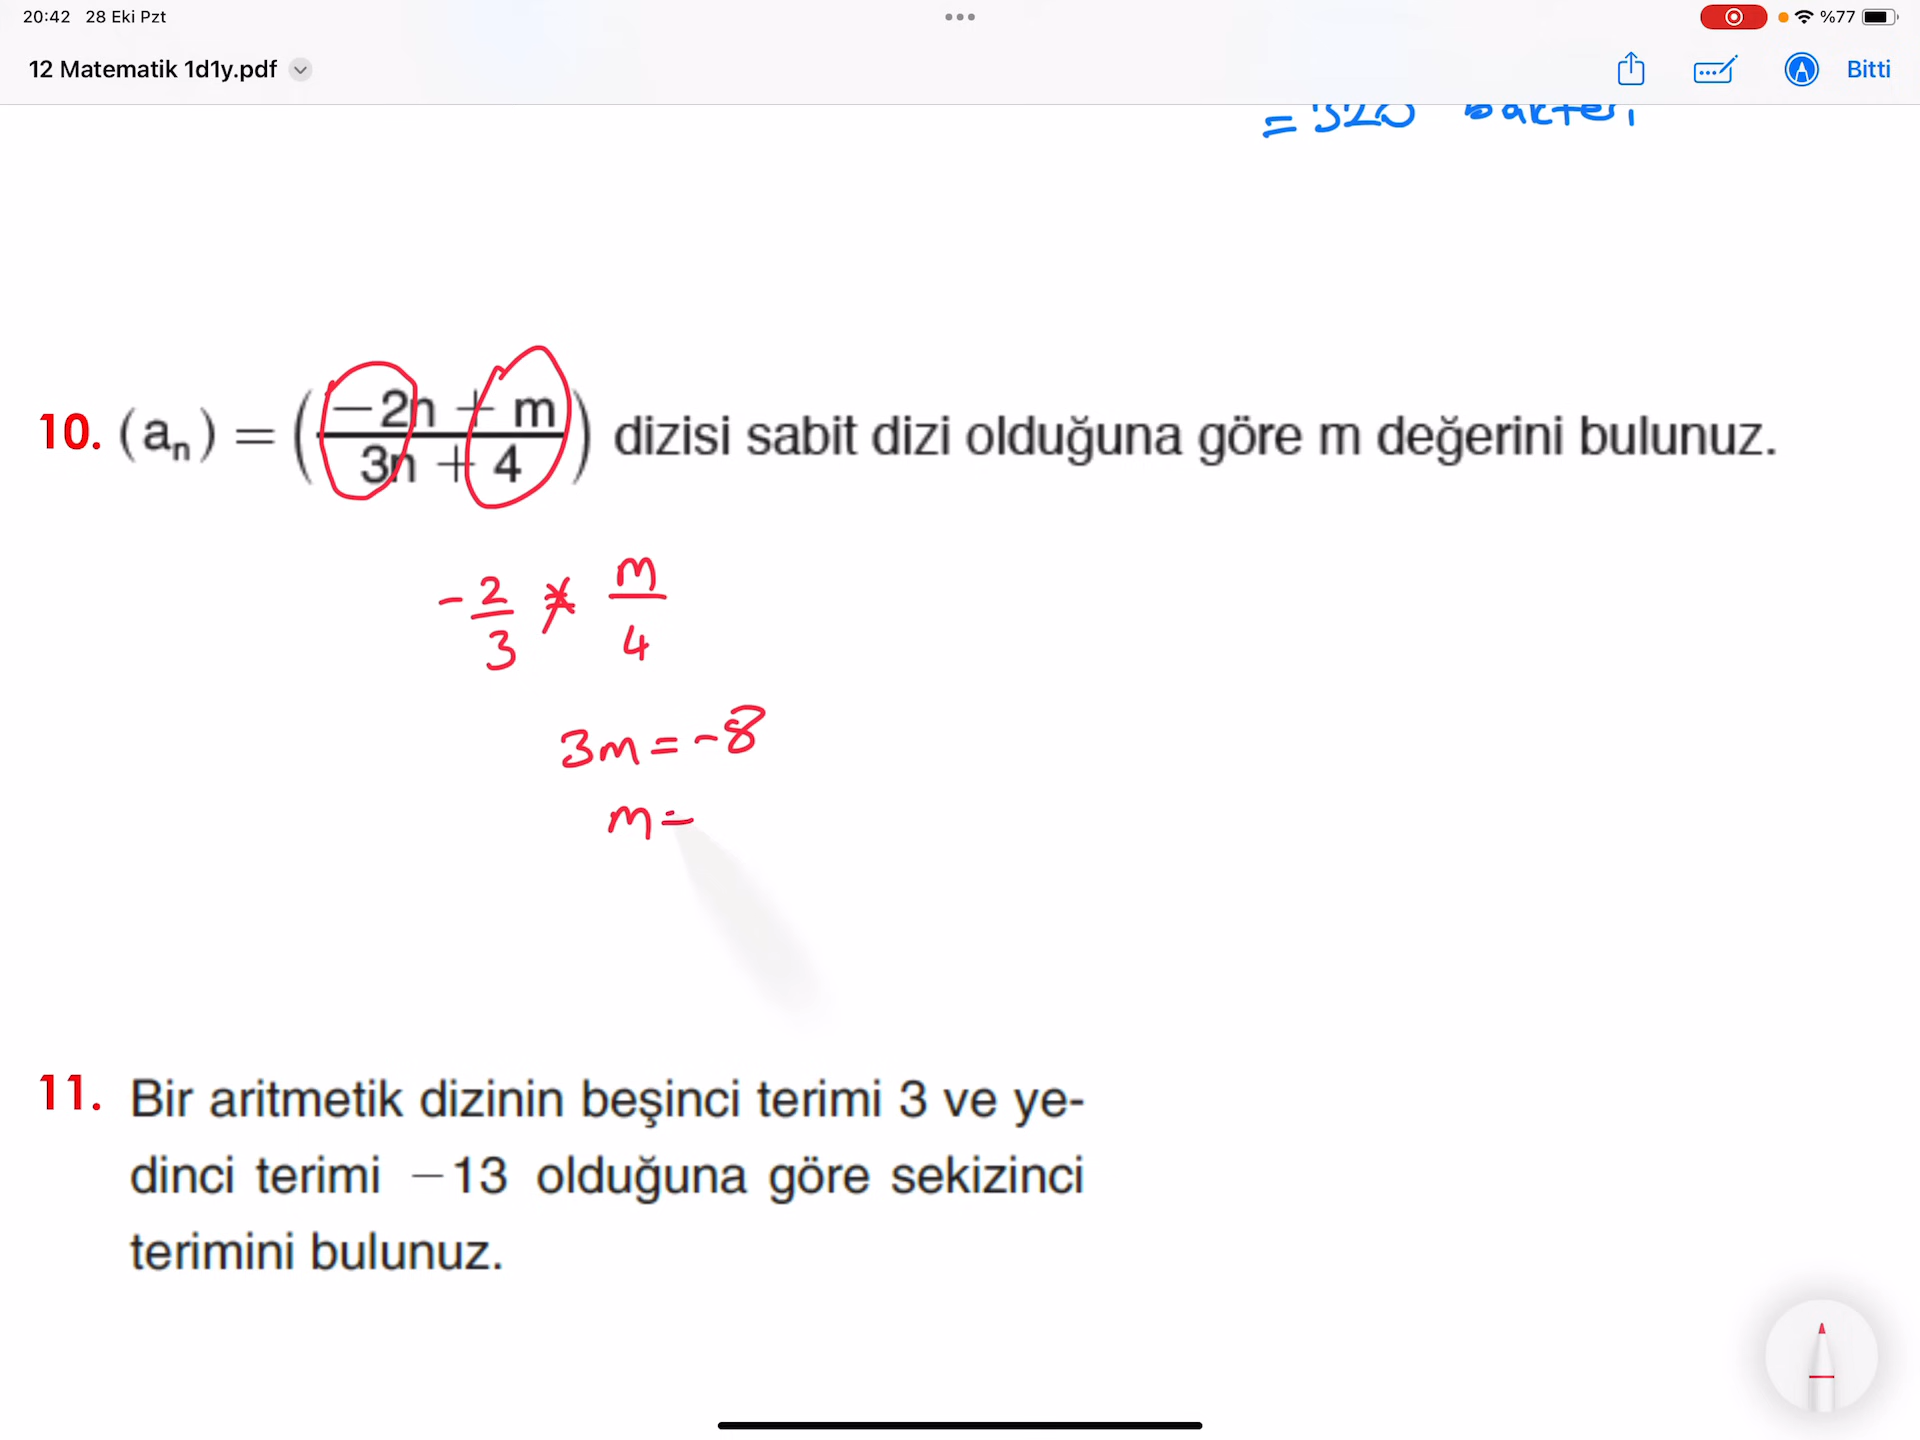 20:42 28 Eki Pzt
%77
12 Matematik 1d1y.pdf
Bitti
= 320 bakteri
10. (aₙ) = ((−2n + m)/(3n + 4)) dizisi sabit dizi olduğuna göre m değerini bulunuz.
-2/3 = m/4
3m = -8
m =
11. Bir aritmetik dizinin beşinci terimi 3 ve ye-
dinci terimi −13 olduğuna göre sekizinci
terimini bulunuz.